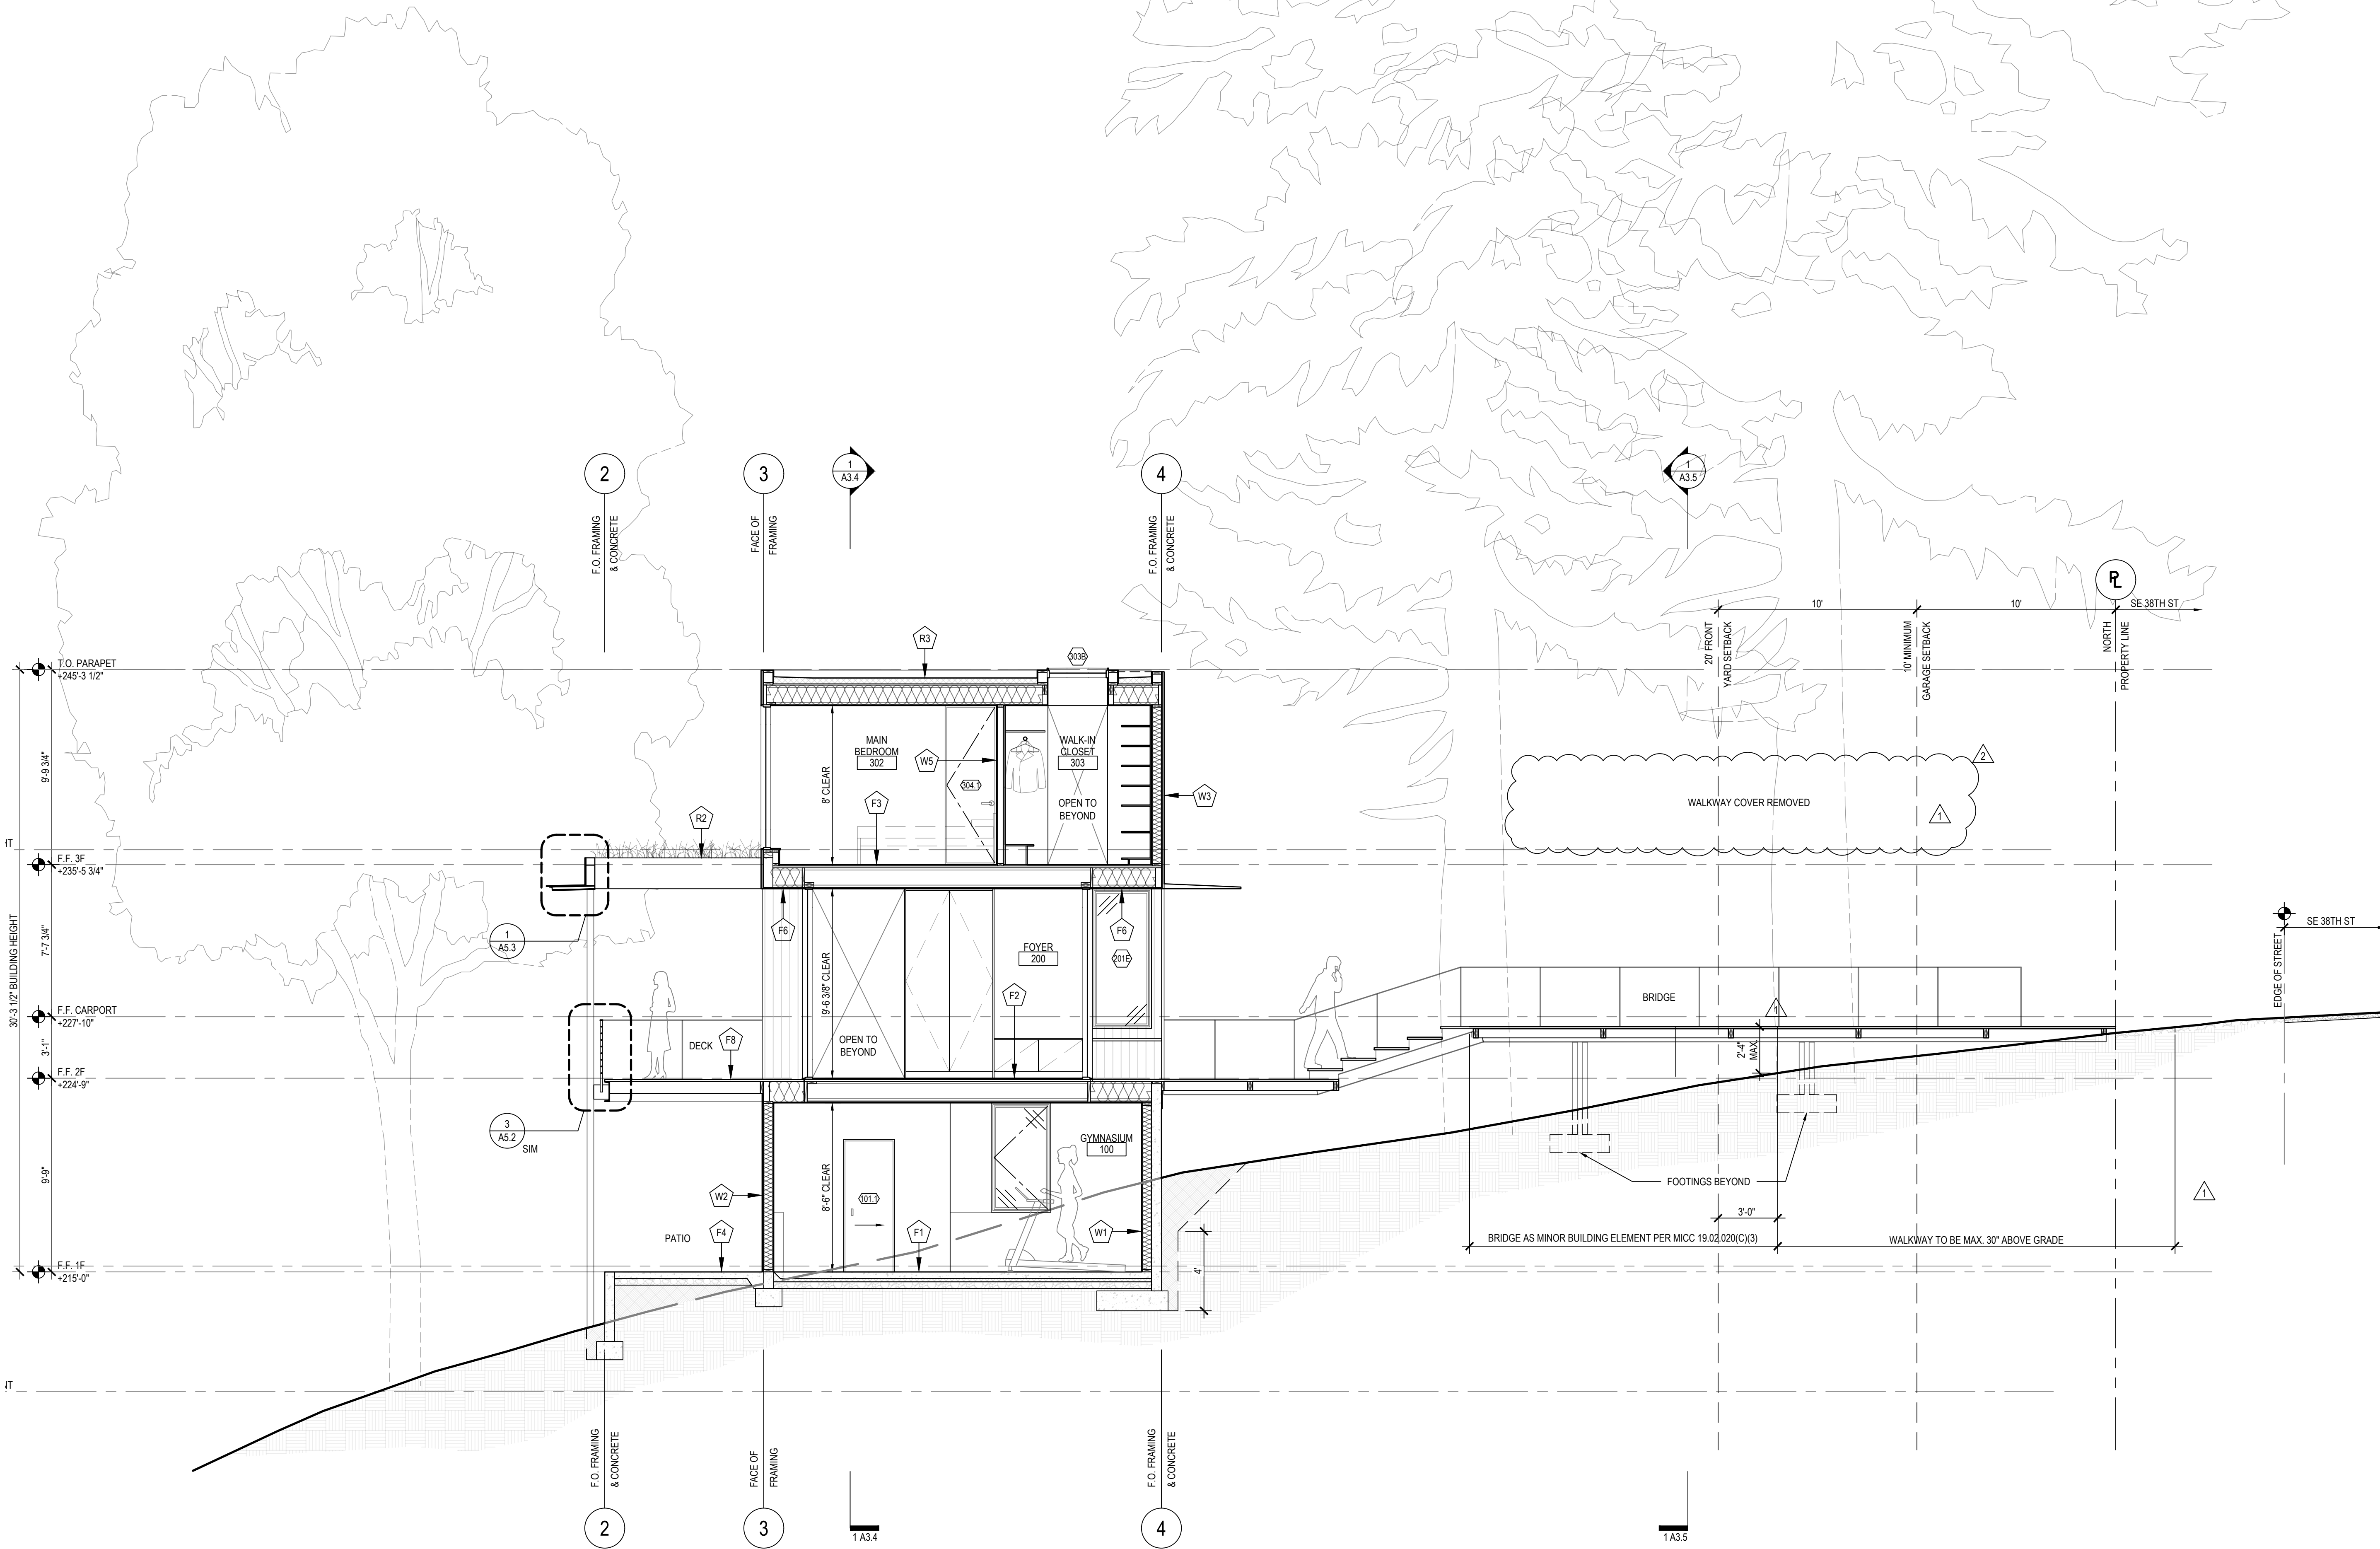 2
3
1
A3.4
4
1
A3.5
F.O. FRAMING
& CONCRETE
FACE OF
FRAMING
F.O. FRAMING
& CONCRETE
PL
10'
10'
SE 38TH ST
20' FRONT
YARD SETBACK
10' MINIMUM
GARAGE SETBACK
NORTH
PROPERTY LINE
T.O. PARAPET
+245'-3 1/2"
R3
303B
9'-9 3/4"
MAIN
BEDROOM
302
W5
304.1
8' CLEAR
F3
WALK-IN
CLOSET
303
OPEN TO
BEYOND
W3
2
WALKWAY COVER REMOVED
1
R2
F.F. 3F
+235'-5 3/4"
30'-3 1/2" BUILDING HEIGHT
7'-7 3/4"
1
A5.3
F6
F6
FOYER
200
201E
9'-6 3/8" CLEAR
F2
OPEN TO
BEYOND
EDGE OF STREET
SE 38TH ST
F.F. CARPORT
+227'-10"
3'-1"
DECK
F8
BRIDGE
1
2'-4"
MAX.
F.F. 2F
+224'-9"
3
A5.2
SIM
9'-9"
GYMNASIUM
100
8'-6" CLEAR
101.1
W2
F4
PATIO
F1
W1
4'
FOOTINGS BEYOND
1
3'-0"
BRIDGE AS MINOR BUILDING ELEMENT PER MICC 19.02.020(C)(3)
WALKWAY TO BE MAX. 30" ABOVE GRADE
F.F. 1F
+215'-0"
F.O. FRAMING
& CONCRETE
FACE OF
FRAMING
F.O. FRAMING
& CONCRETE
2
3
1 A3.4
4
1 A3.5